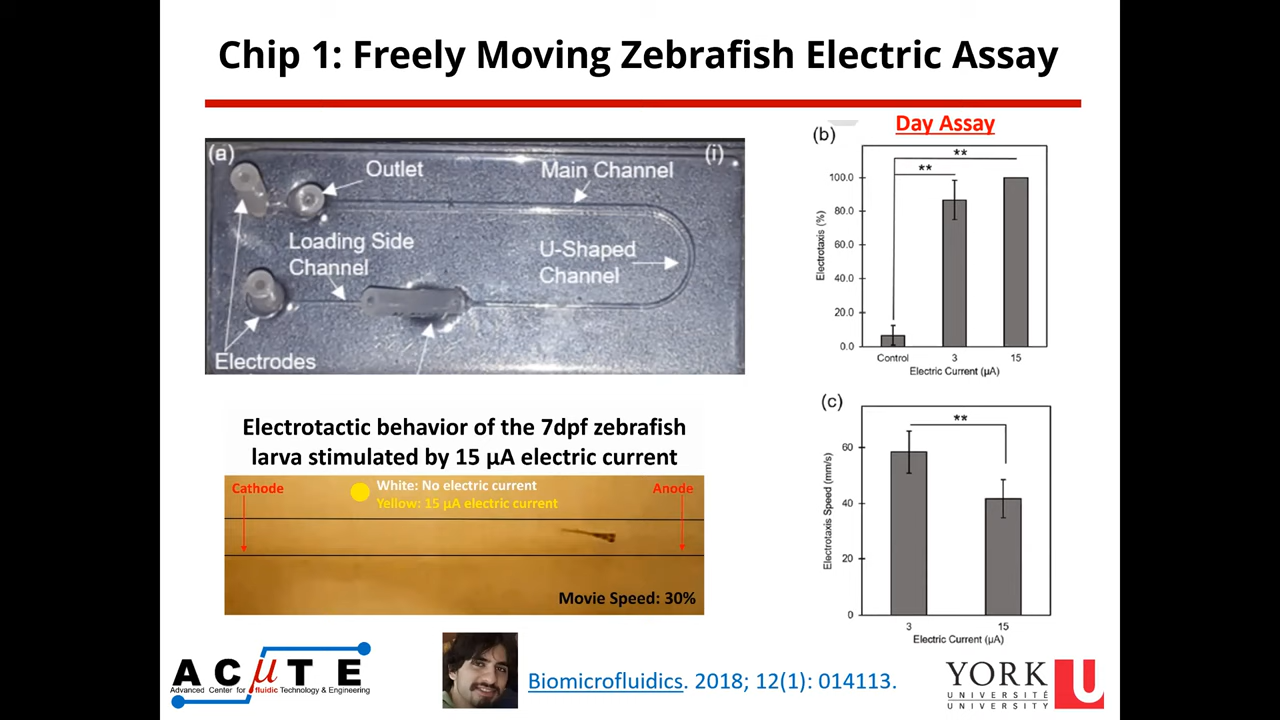 Chip 1: Freely Moving Zebrafish Electric Assay
(a)
(i)
Outlet
Main Channel
Loading Side
Channel
U-Shaped
Channel
Electrodes
Electrotactic behavior of the 7dpf zebrafish
larva stimulated by 15 µA electric current
Cathode
White: No electric current
Yellow: 15 µA electric current
Anode
Movie Speed: 30%
(b)
Day Assay
**
**
100.0
80.0
60.0
40.0
20.0
0.0
Electrotaxis (%)
Control 3 15
Electric Current (µA)
(c)
**
60
40
20
0
Electrotaxis Speed (mm/s)
3 15
Electric Current (µA)
ACµTE
Advanced Center for µfluidic Technology & Engineering
Biomicrofluidics. 2018; 12(1): 014113.
YORK U
UNIVERSITÉ
UNIVERSITY